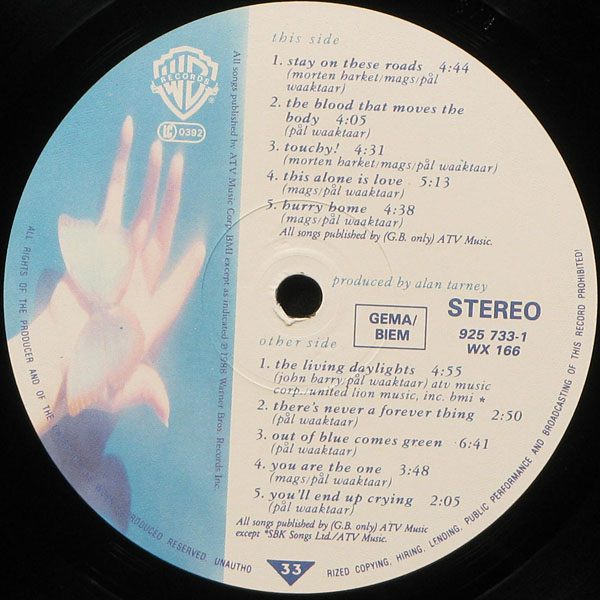 this side
1. stay on these roads 4:44
(morten harket/mags/pål
waaktaar)
2. the blood that moves the
body 4:05
(pål waaktaar)
3. touchy! 4:31
(morten harket/mags/pål waaktaar)
4. this alone is love 5:13
(mags/pål waaktaar)
5. hurry home 4:38
(mags/pål waaktaar)
All songs published by (G.B. only) ATV Music.
produced by alan tarney
GEMA/
BIEM
STEREO
925 733-1
WX 166
other side
1. the living daylights 4:55
(john barry/pål waaktaar) atv music
corp./united lion music, inc. bmi *
2. there's never a forever thing 2:50
(pål waaktaar)
3. out of blue comes green 6:41
(pål waaktaar)
4. you are the one 3:48
(mags/pål waaktaar)
5. you'll end up crying 2:05
(pål waaktaar)
All songs published by (G.B. only) ATV Music
except *SBK Songs Ltd./ATV Music.
33
WB
RECORDS
®
LC 0392
All songs published by ATV Music Corp. BMI except as indicated ℗ 1988 Warner Bros. Records Inc.
ALL RIGHTS OF THE PRODUCER AND OF THE REPRODUCED RESERVED. UNAUTHO RIZED COPYING, HIRING, LENDING, PUBLIC PERFORMANCE AND BROADCASTING OF THIS RECORD PROHIBITED!